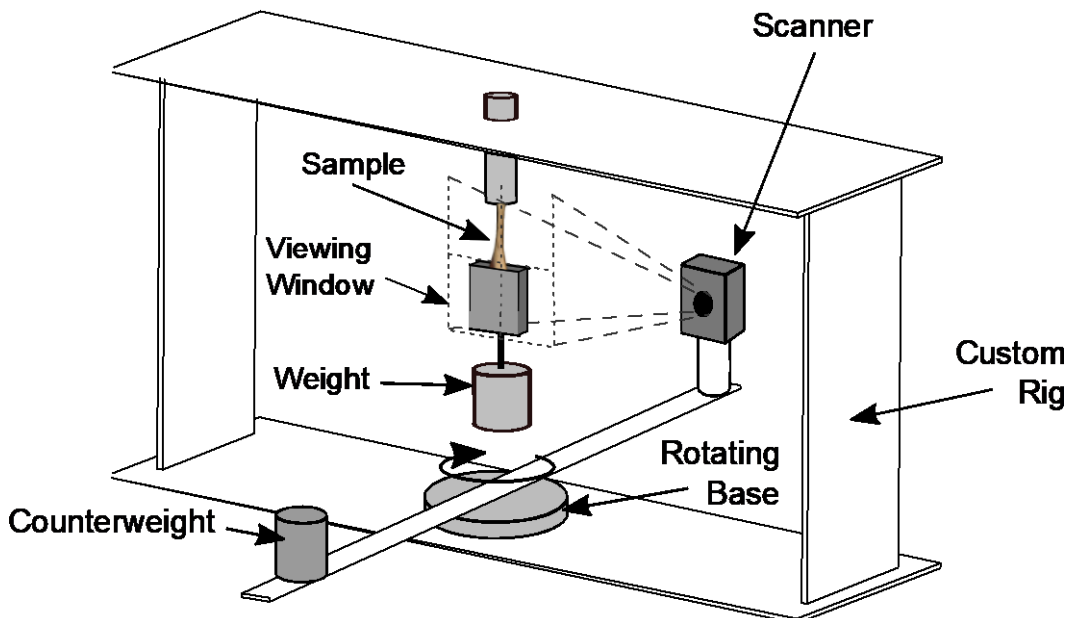 Scanner
Sample
Viewing
Window
Weight
Custom
Rig
Rotating
Base
Counterweight